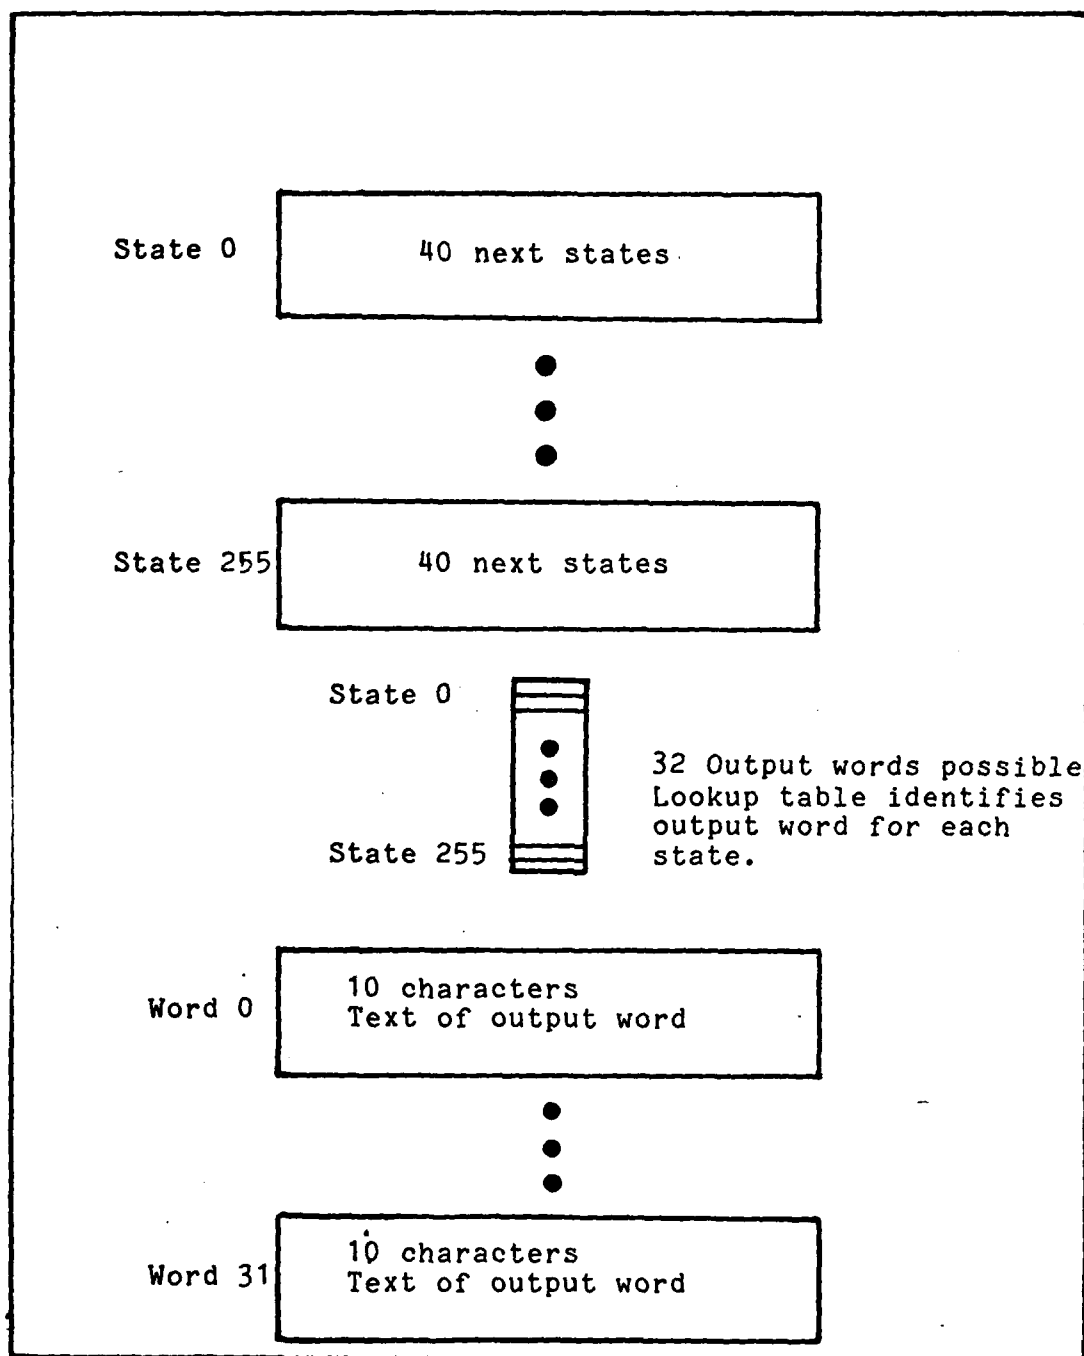 State 0
40 next states
State 255
40 next states
State 0
State 255
32 Output words possible
Lookup table identifies
output word for each
state.
Word 0
10 characters
Text of output word
Word 31
10 characters
Text of output word